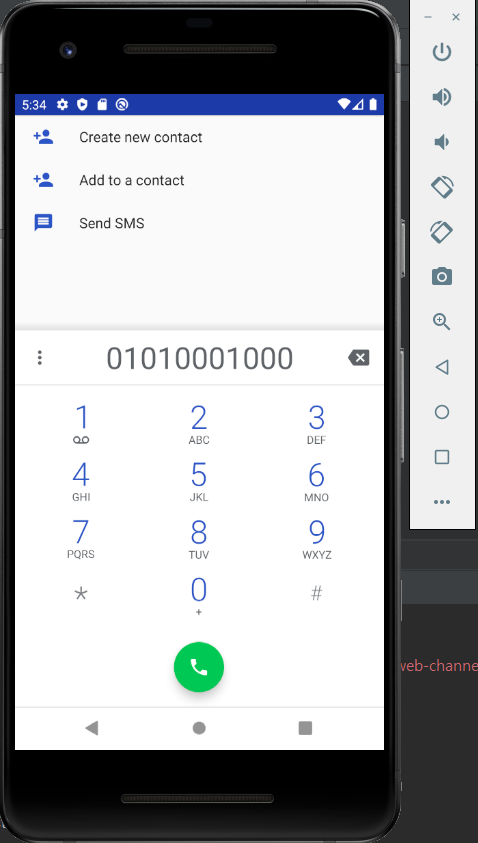 5:34
Create new contact
Add to a contact
Send SMS
01010001000
1 2 3
ABC DEF
4 5 6
GHI JKL MNO
7 8 9
PQRS TUV WXYZ
* 0 #
+
web-channe